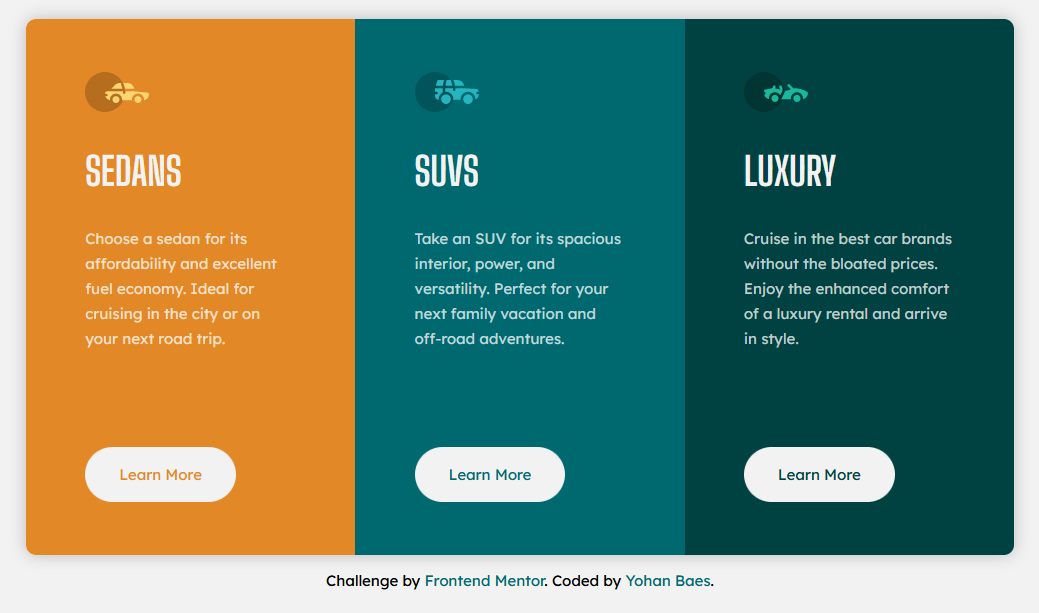 SEDANS
Choose a sedan for its
affordability and excellent
fuel economy. Ideal for
cruising in the city or on
your next road trip.
Learn More
SUVS
Take an SUV for its spacious
interior, power, and
versatility. Perfect for your
next family vacation and
off-road adventures.
Learn More
LUXURY
Cruise in the best car brands
without the bloated prices.
Enjoy the enhanced comfort
of a luxury rental and arrive
in style.
Learn More
Challenge by Frontend Mentor. Coded by Yohan Baes.